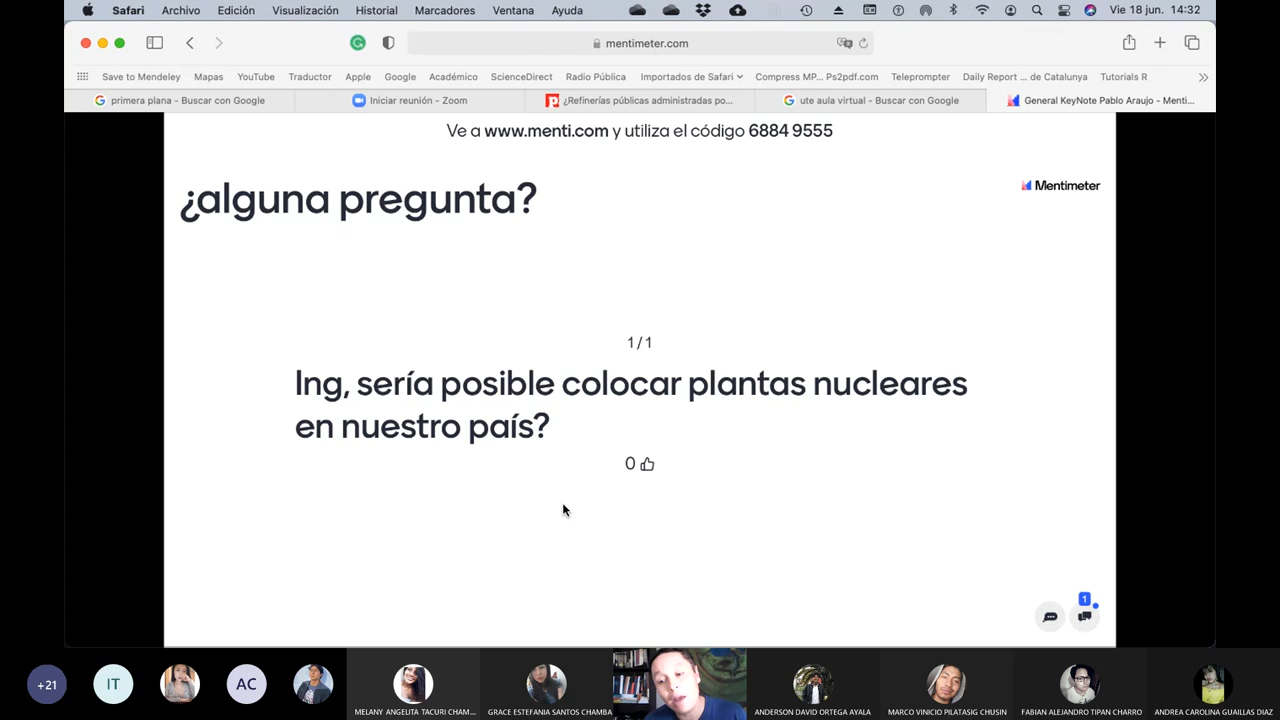 Safari Archivo Edición Visualización Historial Marcadores Ventana Ayuda Vie 18 jun. 14:32
mentimeter.com
Save to Mendeley Mapas YouTube Traductor Apple Google Académico ScienceDirect Radio Pública Importados de Safari Compress MP... Ps2pdf.com Teleprompter Daily Report ... de Catalunya Tutorials R
primera plana - Buscar con Google Iniciar reunión - Zoom ¿Refinerías públicas administradas po... ute aula virtual - Buscar con Google General KeyNote Pablo Araujo - Menti...
Ve a www.menti.com y utiliza el código 6884 9555
¿alguna pregunta?
Mentimeter
1 / 1
Ing, sería posible colocar plantas nucleares
en nuestro país?
0
1
+21 IT AC
MELANY ANGELITA TACURI CHAM... GRACE ESTEFANIA SANTOS CHAMBA ANDERSON DAVID ORTEGA AYALA MARCO VINICIO PILATASIG CHUSIN FABIAN ALEJANDRO TIPAN CHARRO ANDREA CAROLINA GUAILLAS DIAZ